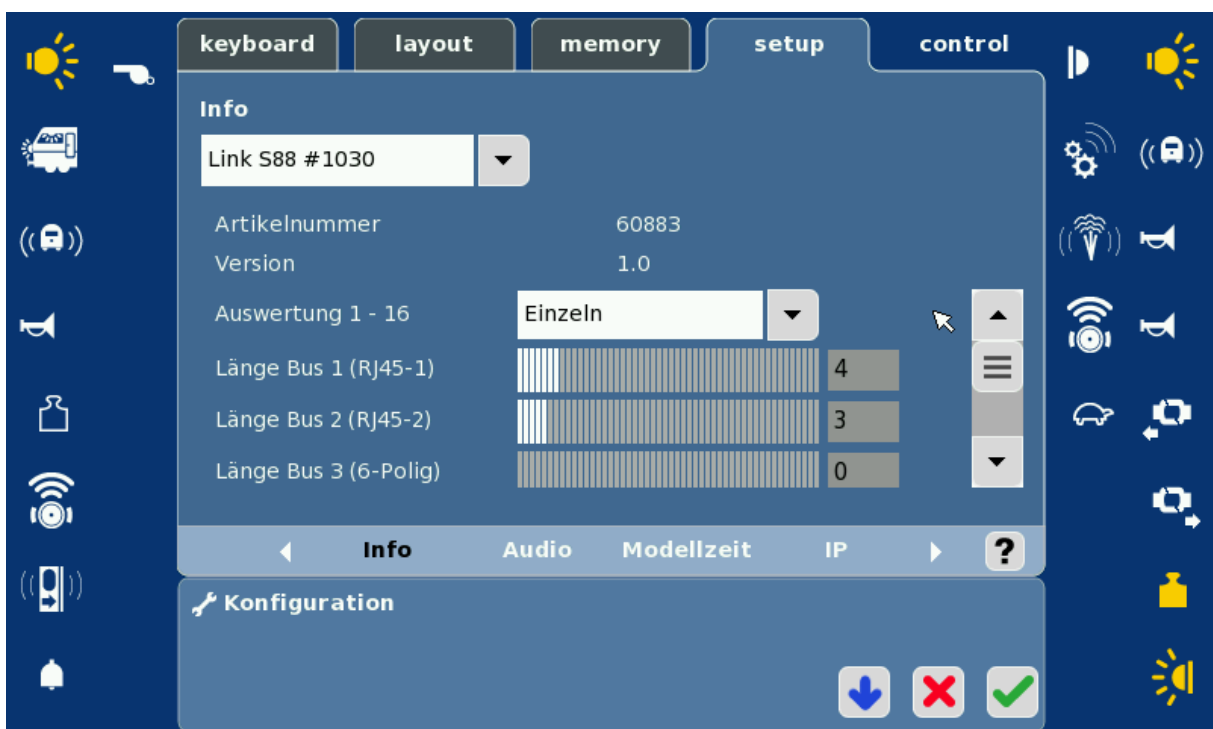 keyboard layout memory setup control
Info
Link S88 #1030
Artikelnummer 60883
Version 1.0
Auswertung 1 - 16 Einzeln
Länge Bus 1 (RJ45-1) 4
Länge Bus 2 (RJ45-2) 3
Länge Bus 3 (6-Polig) 0
Info Audio Modellzeit IP ?
Konfiguration